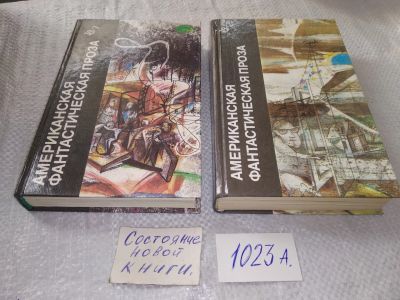 АМЕРИКАНСКАЯ
ФАНТАСТИЧЕСКАЯ ПРОЗА
АМЕРИКАНСКАЯ
ФАНТАСТИЧЕСКАЯ ПРОЗА
Состояние
новой
книги.
1023 А.